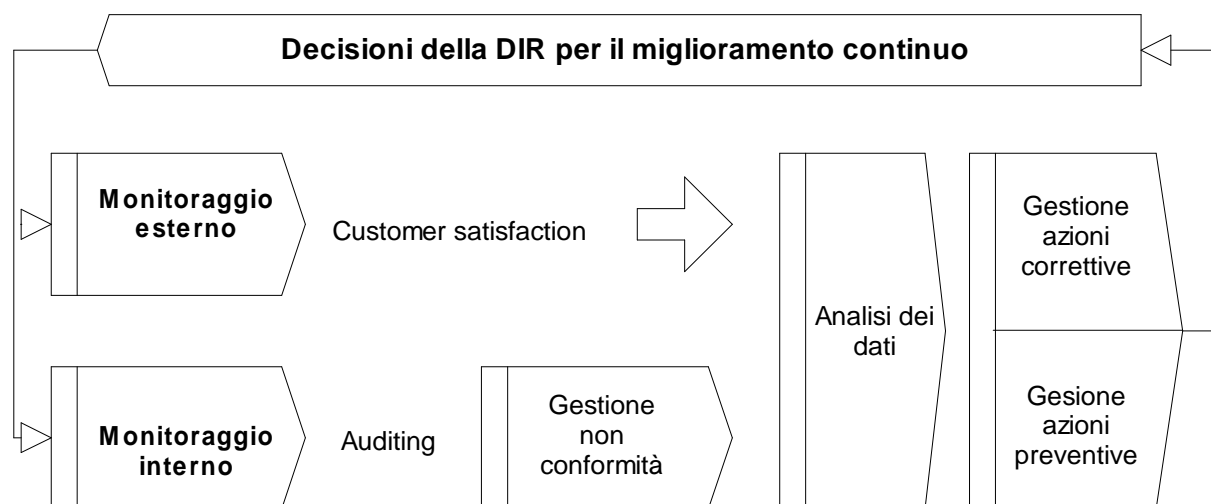 Decisioni della DIR per il miglioramento continuo
Monitoraggio
esterno
Customer satisfaction
Gestione
azioni
correttive
Analisi dei
dati
Monitoraggio
interno
Auditing
Gestione
non
conformità
Gesione
azioni
preventive